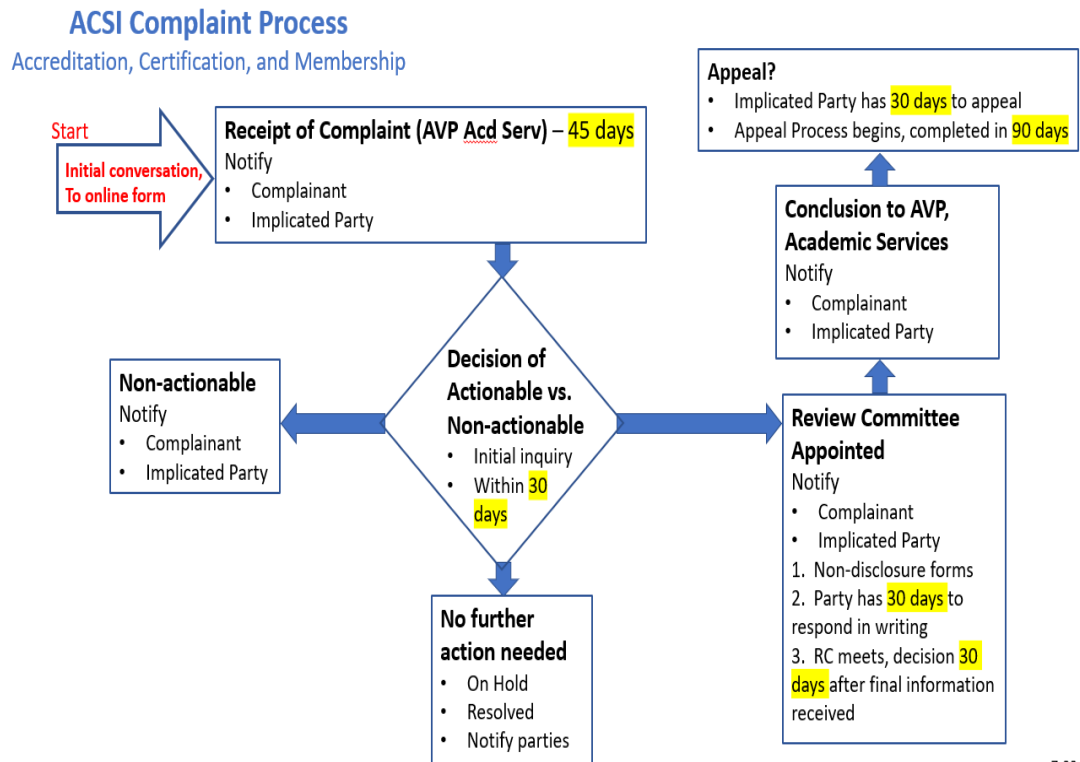 ACSI Complaint Process
Accreditation, Certification, and Membership
Start
Initial conversation,
To online form
Receipt of Complaint (AVP Acd Serv) – 45 days
Notify
• Complainant
• Implicated Party
Decision of
Actionable vs.
Non-actionable
• Initial inquiry
• Within 30
days
Non-actionable
Notify
• Complainant
• Implicated Party
No further
action needed
• On Hold
• Resolved
• Notify parties
Review Committee
Appointed
Notify
• Complainant
• Implicated Party
1. Non-disclosure forms
2. Party has 30 days to
respond in writing
3. RC meets, decision 30
days after final information
received
Conclusion to AVP,
Academic Services
Notify
• Complainant
• Implicated Party
Appeal?
• Implicated Party has 30 days to appeal
• Appeal Process begins, completed in 90 days